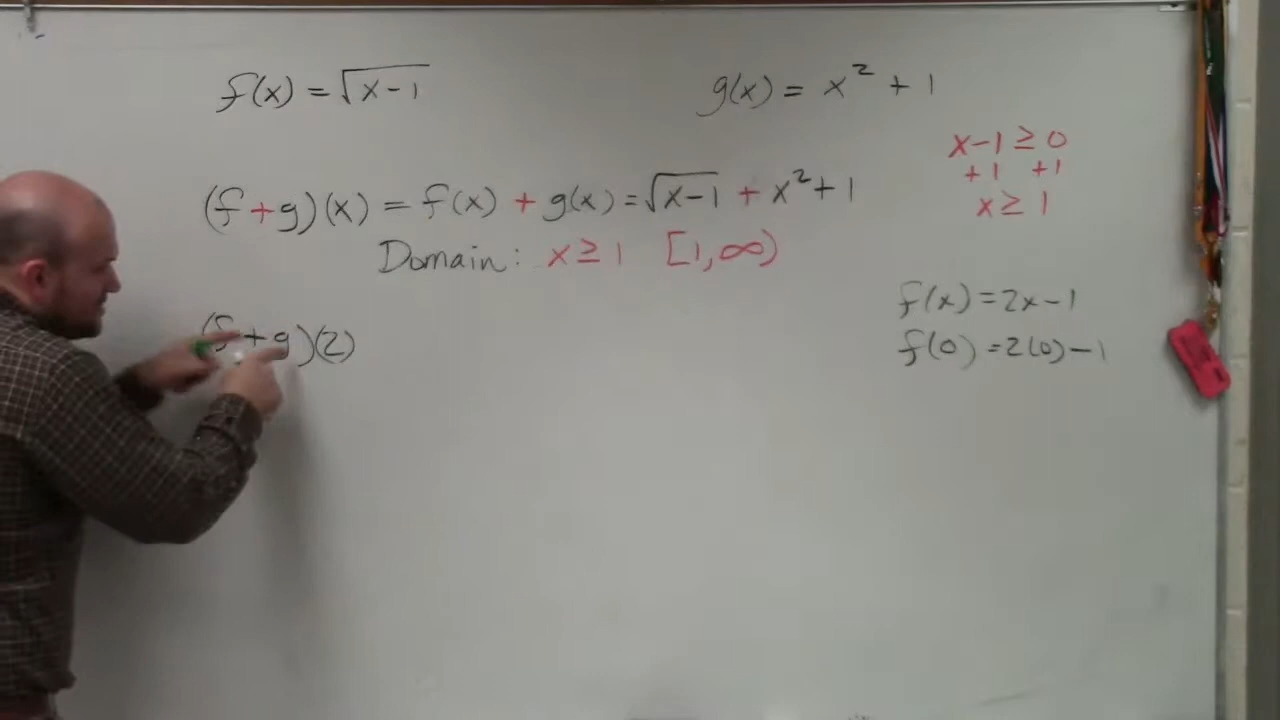 f(x) = √x-1
g(x) = x² + 1
x-1 ≥ 0
+1 +1
x ≥ 1
(f+g)(x) = f(x) + g(x) = √x-1 + x² + 1
Domain: x ≥ 1 [1,∞)
f(x) = 2x-1
f(0) = 2(0)-1
(f+g)(2)